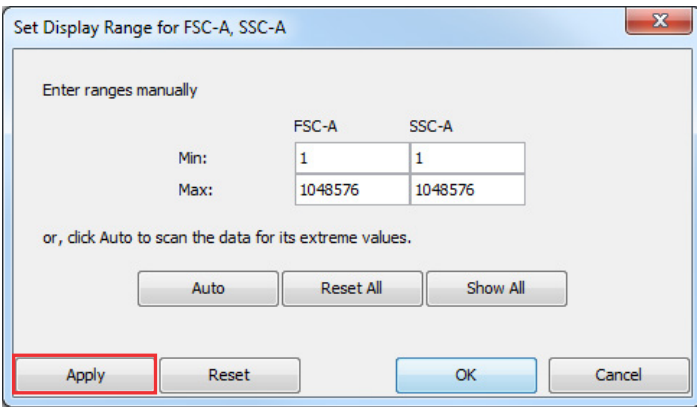 Set Display Range for FSC-A, SSC-A
Enter ranges manually
FSC-A SSC-A
Min: 1 1
Max: 1048576 1048576
or, click Auto to scan the data for its extreme values.
Auto Reset All Show All
Apply Reset OK Cancel